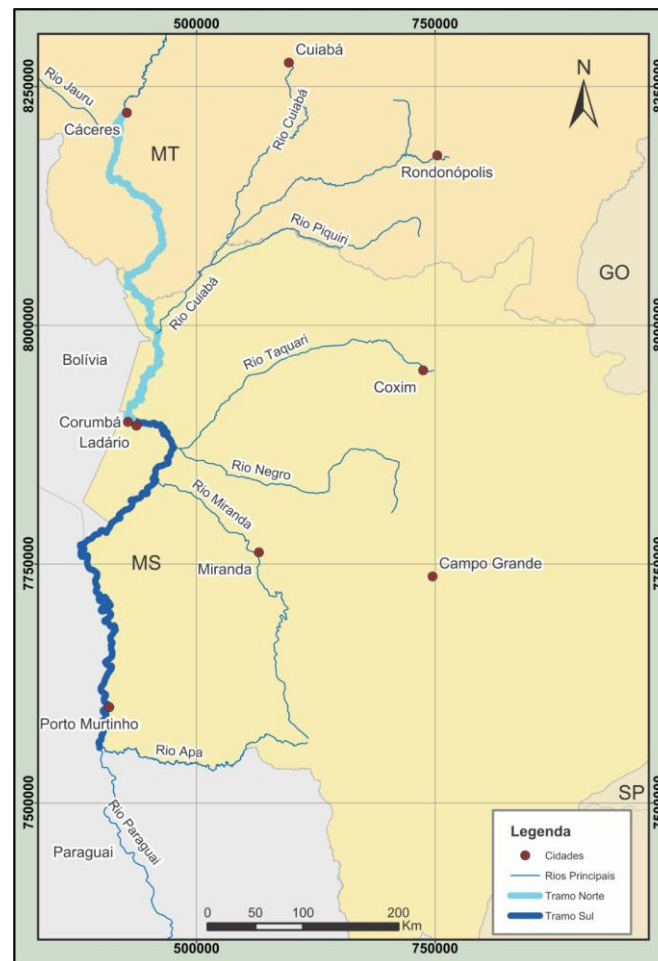 500000
750000
8250000
8250000
Cuiabá
N
Rio Jauru
Cáceres
MT
Rio Cuiabá
Rondonópolis
Rio Piquiri
GO
8000000
8000000
Rio Cuiabá
Bolívia
Rio Taquari
Coxim
Corumbá
Ladário
Rio Negro
Rio Miranda
7750000
7750000
MS
Miranda
Campo Grande
Porto Murtinho
Rio Apa
7500000
7500000
SP
Rio Paraguai
Paraguai
Legenda
Cidades
Rios Principais
Tramo Norte
Tramo Sul
0 50 100 200
Km
500000
750000